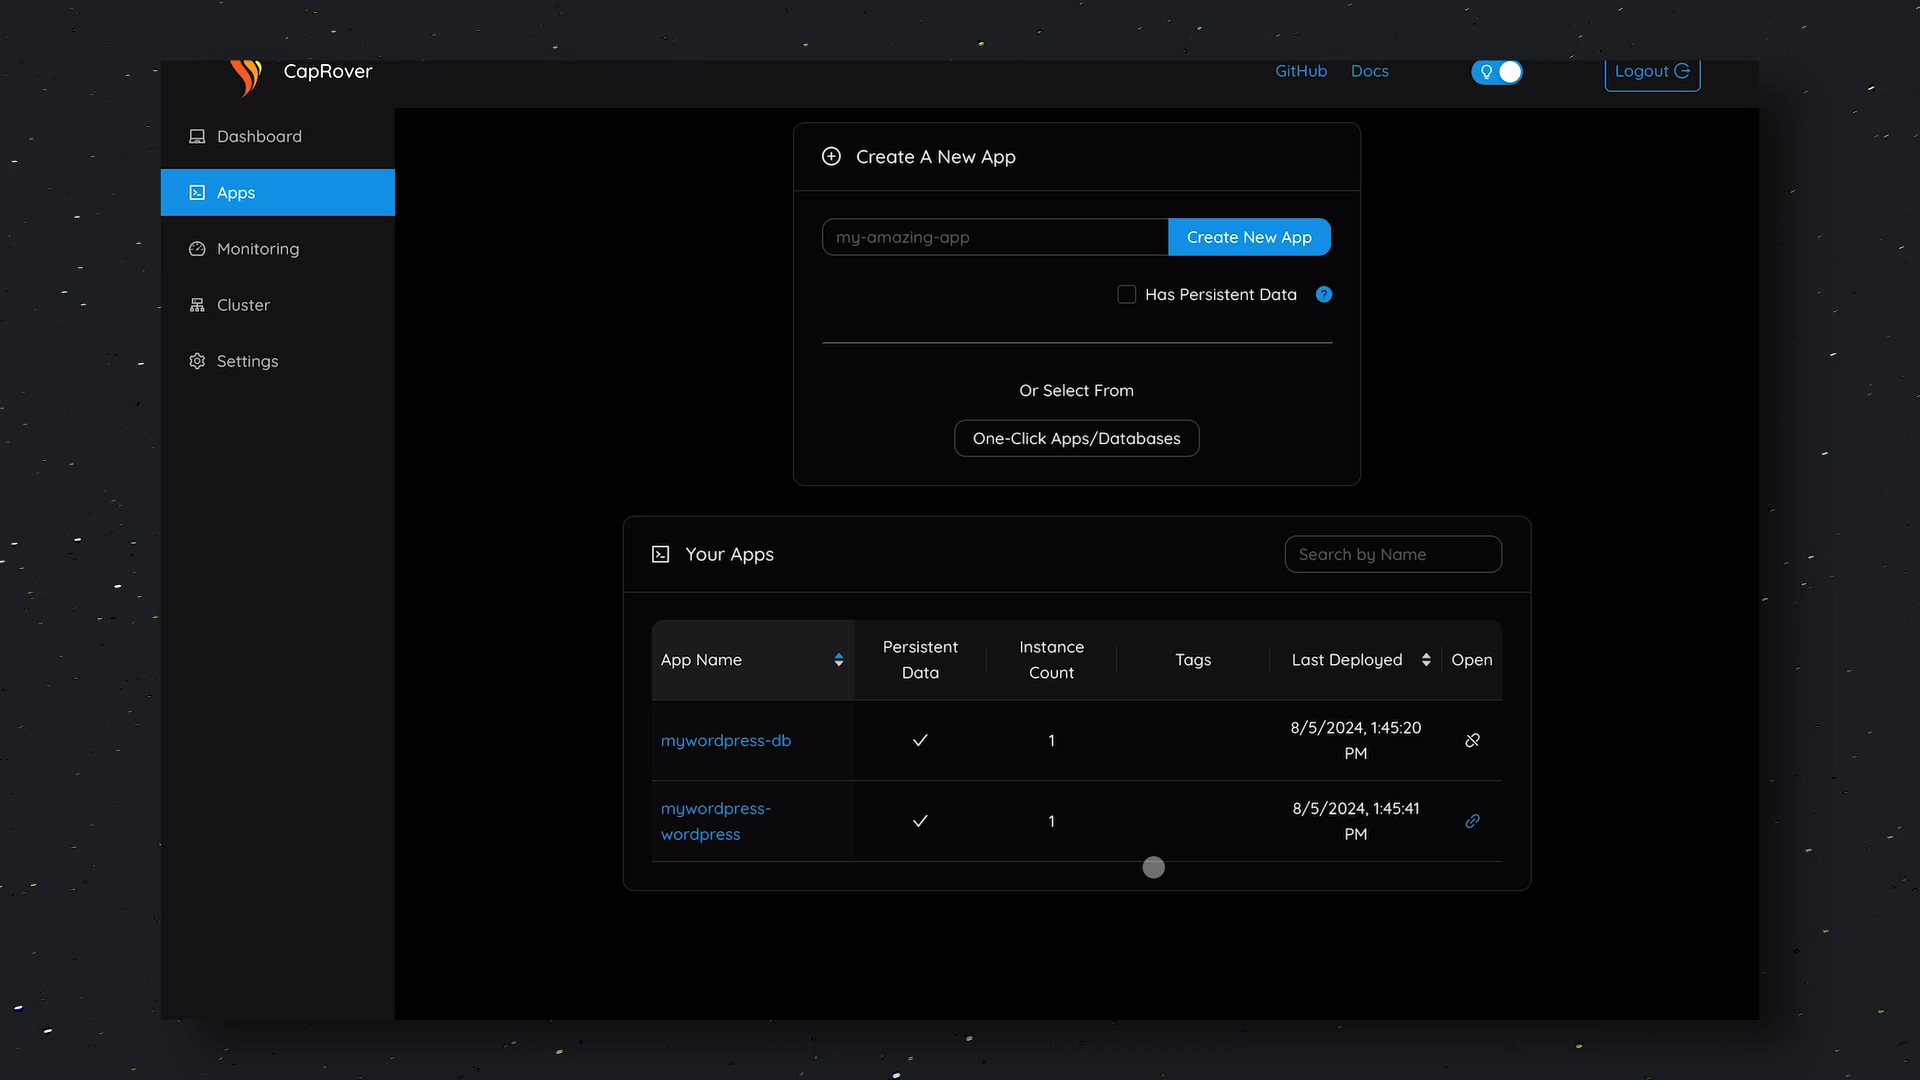 CapRover
GitHub Docs
Logout
Dashboard
Apps
Monitoring
Cluster
Settings
Create A New App
my-amazing-app
Create New App
Has Persistent Data ?
Or Select From
One-Click Apps/Databases
Your Apps
Search by Name
App Name
Persistent
Data
Instance
Count
Tags
Last Deployed
Open
mywordpress-db
1
8/5/2024, 1:45:20
PM
mywordpress-
wordpress
1
8/5/2024, 1:45:41
PM